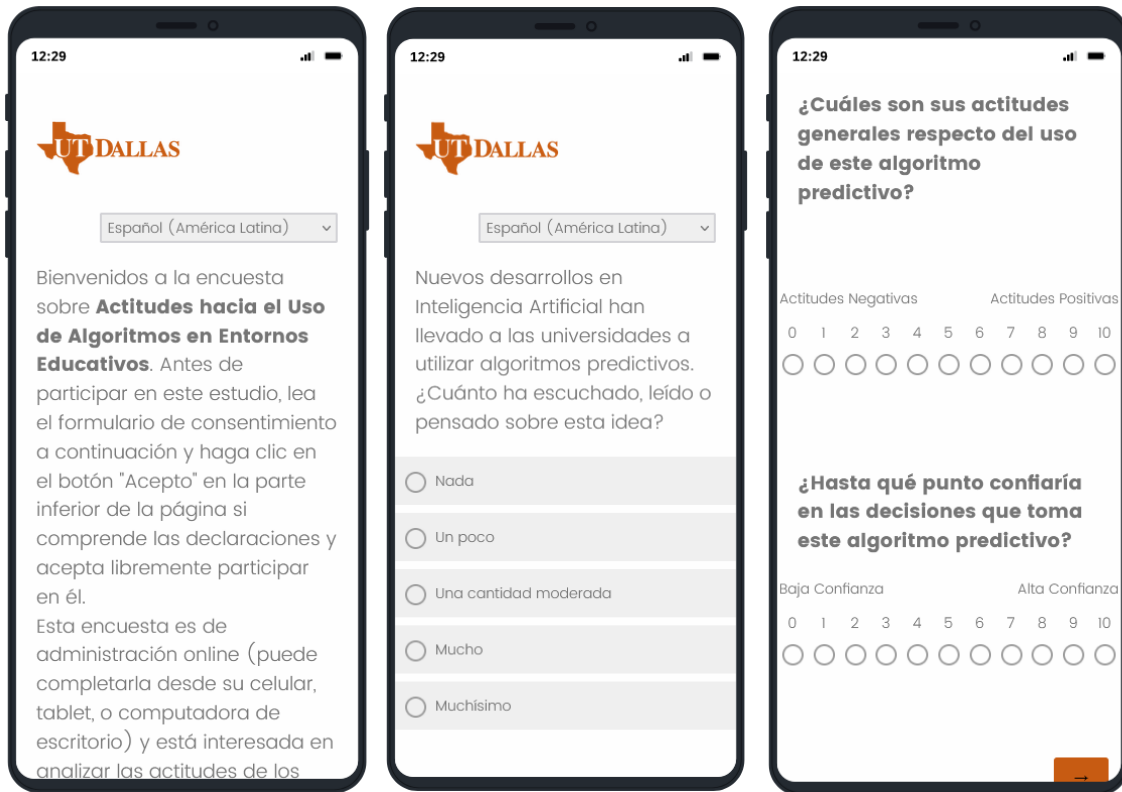 12:29
UT DALLAS
Español (América Latina)
Bienvenidos a la encuesta
sobre Actitudes hacia el Uso
de Algoritmos en Entornos
Educativos. Antes de
participar en este estudio, lea
el formulario de consentimiento
a continuación y haga clic en
el botón "Acepto" en la parte
inferior de la página si
comprende las declaraciones y
acepta libremente participar
en él.
Esta encuesta es de
administración online (puede
completarla desde su celular,
tablet, o computadora de
escritorio) y está interesada en
analizar las actitudes de los
12:29
UT DALLAS
Español (América Latina)
Nuevos desarrollos en
Inteligencia Artificial han
llevado a las universidades a
utilizar algoritmos predictivos.
¿Cuánto ha escuchado, leído o
pensado sobre esta idea?
Nada
Un poco
Una cantidad moderada
Mucho
Muchísimo
12:29
¿Cuáles son sus actitudes
generales respecto del uso
de este algoritmo
predictivo?
Actitudes Negativas Actitudes Positivas
0 1 2 3 4 5 6 7 8 9 10
¿Hasta qué punto confiaría
en las decisiones que toma
este algoritmo predictivo?
Baja Confianza Alta Confianza
0 1 2 3 4 5 6 7 8 9 10
→